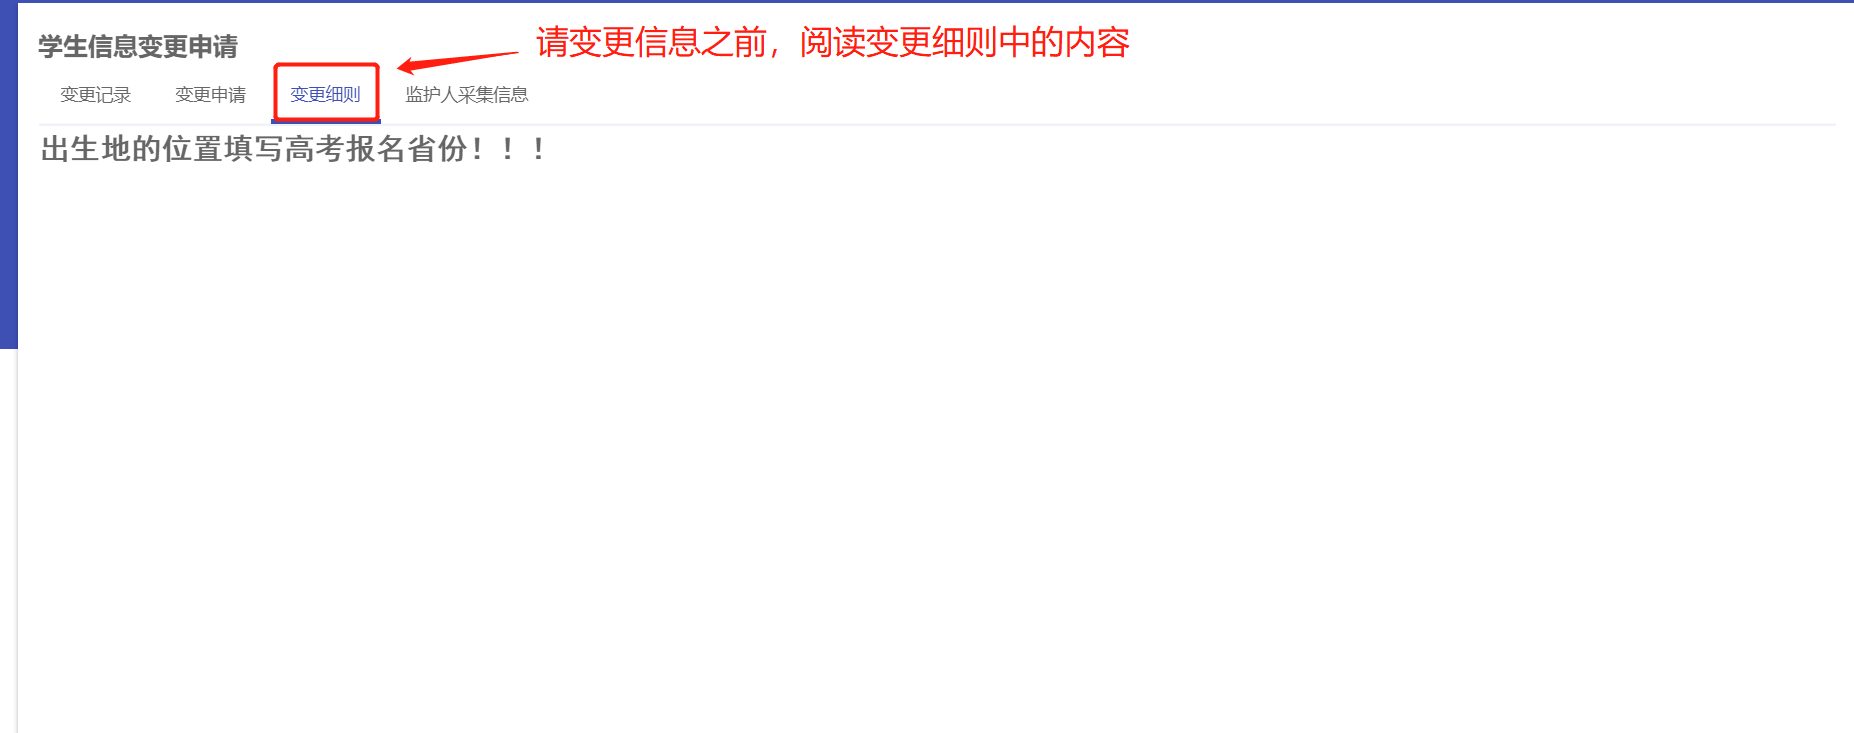 学生信息变更申请
请变更信息之前，阅读变更细则中的内容
变更记录 变更申请 变更细则 监护人采集信息
出生地的位置填写高考报名省份！！！